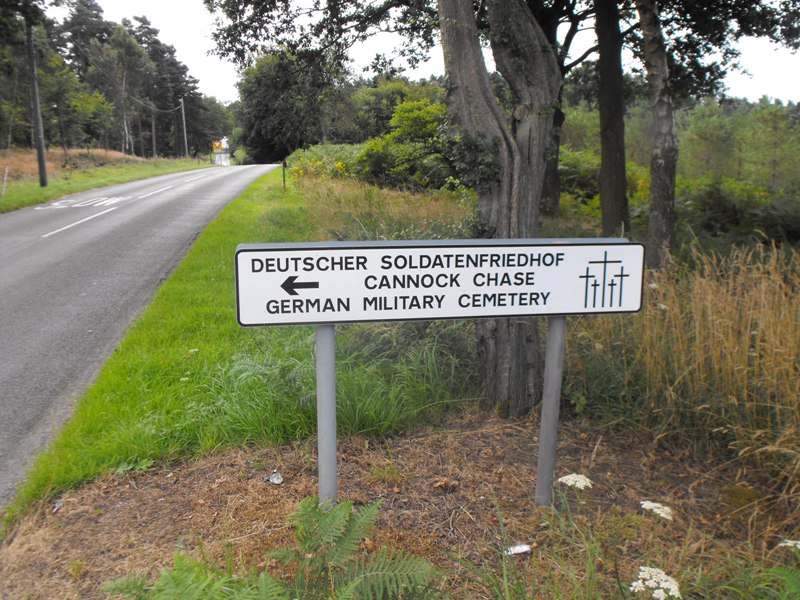 DEUTSCHER SOLDATENFRIEDHOF
CANNOCK CHASE
GERMAN MILITARY CEMETERY